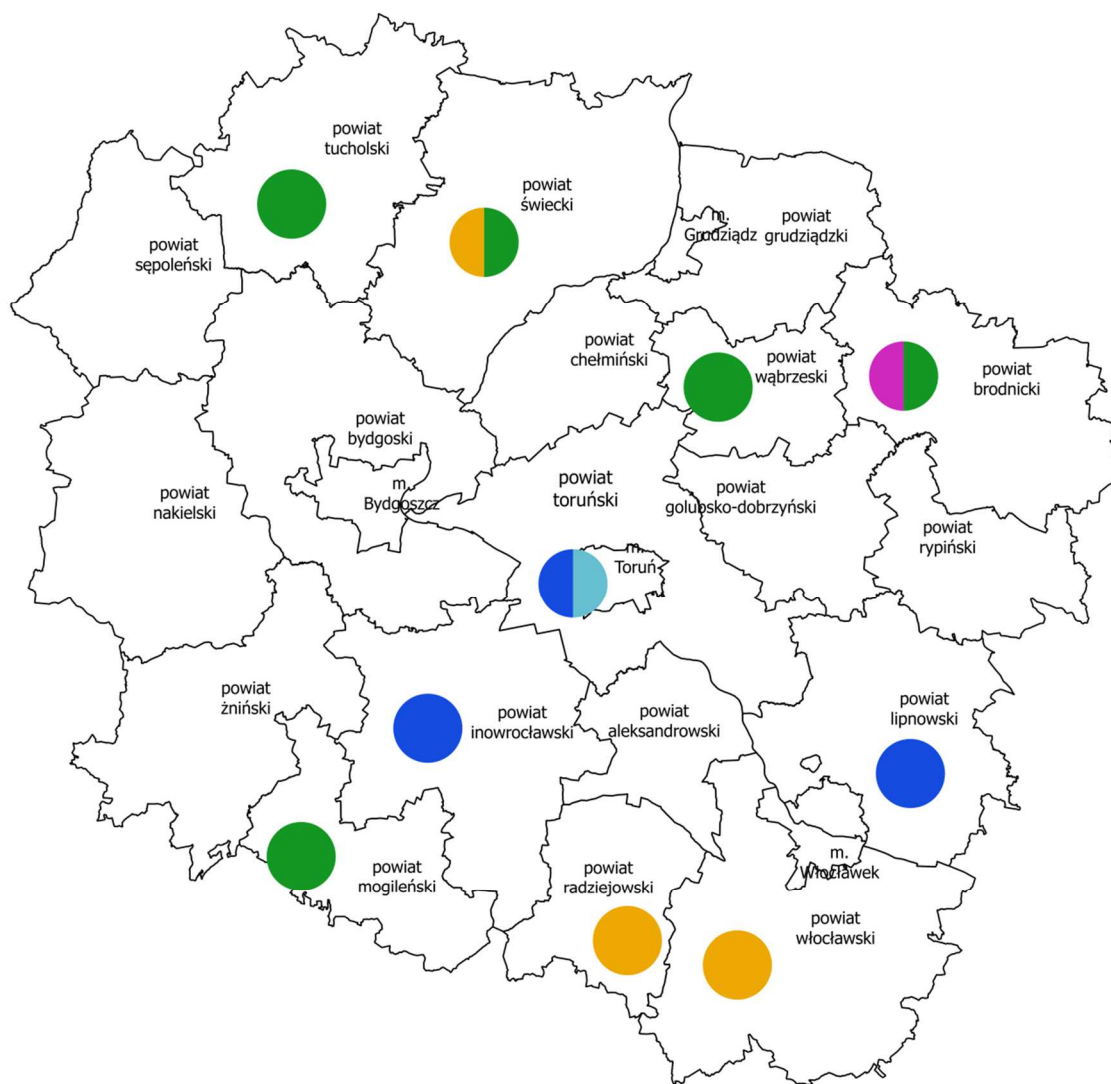 powiat
tucholski
powiat
świecki
m.
Grudziądz
powiat
grudziądzki
powiat
sępoleński
powiat
chełmiński
powiat
wąbrzeski
powiat
brodnicki
powiat
bydgoski
m.
Bydgoszcz
powiat
nakielski
powiat
toruński
powiat
golubsko-dobrzyński
powiat
rypiński
m.
Toruń
powiat
żniński
powiat
inowrocławski
powiat
aleksandrowski
powiat
lipnowski
powiat
mogileński
powiat
radziejowski
m.
Włocławek
powiat
włocławski